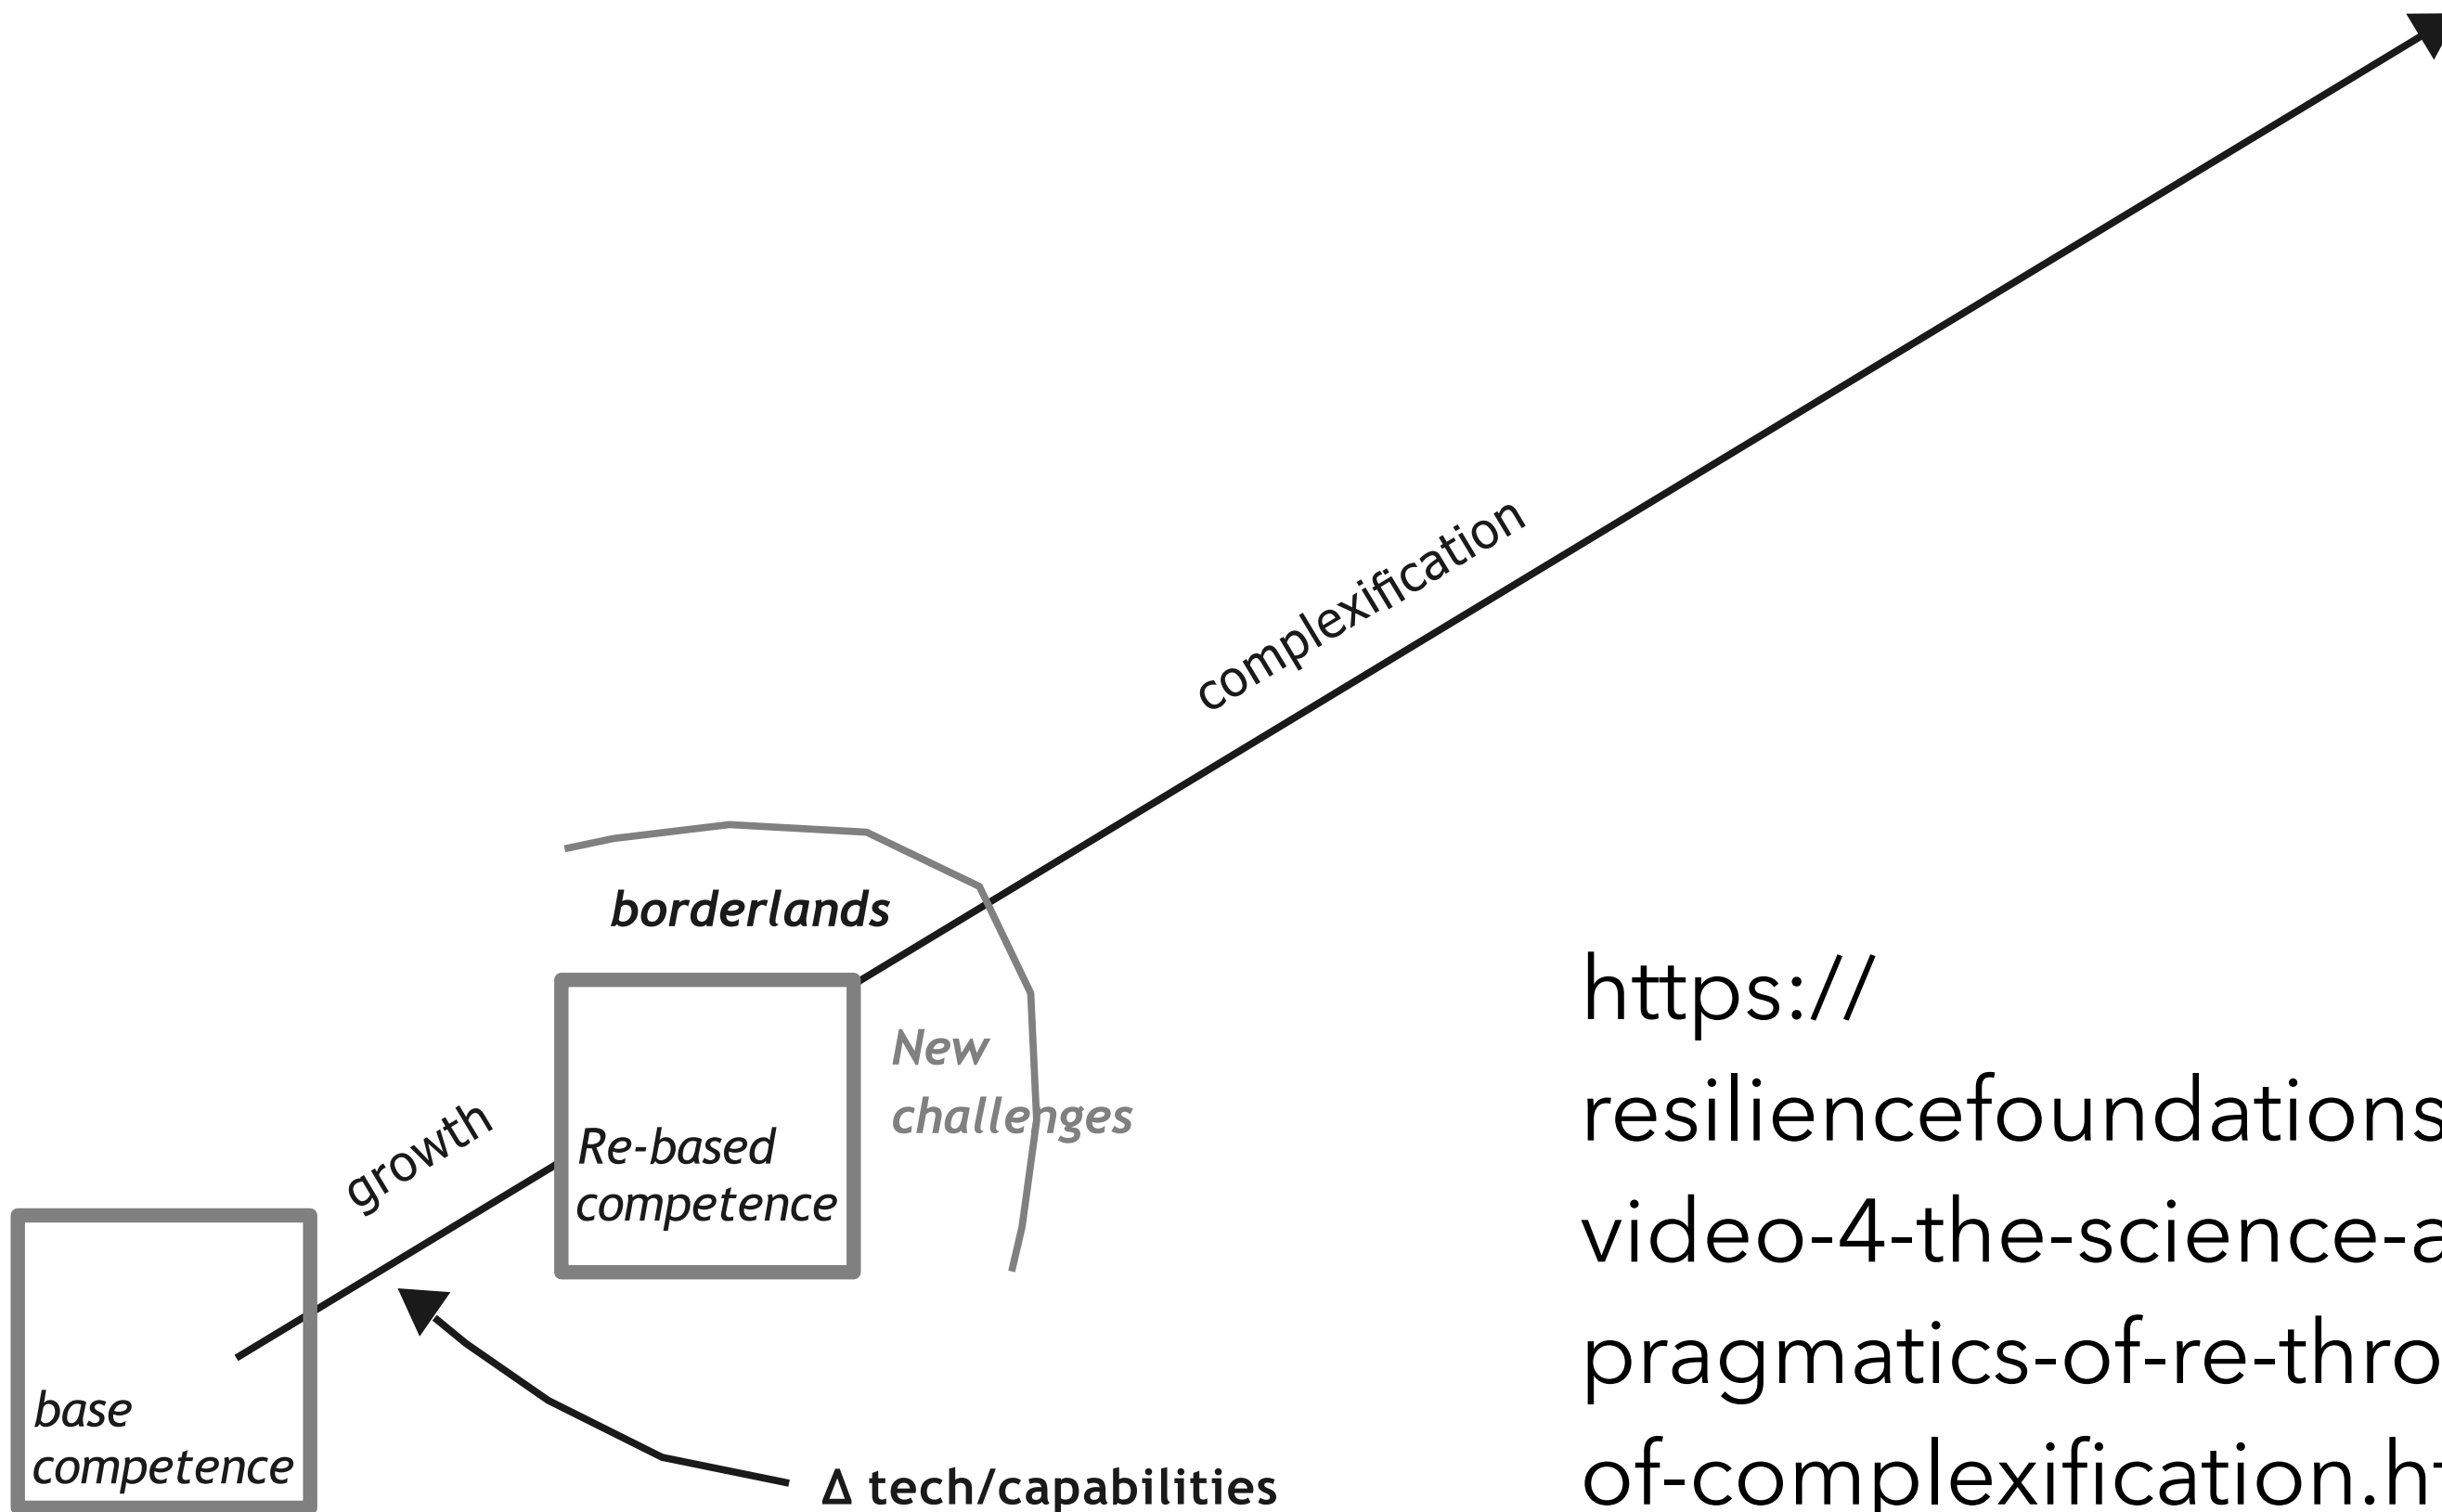 complexification
borderlands
New
challenges
growth
Re-based
competence
base
competence
Δ tech/capabilities
https://
resiliencefoundations
video-4-the-science-a
pragmatics-of-re-thro
of-complexification.h